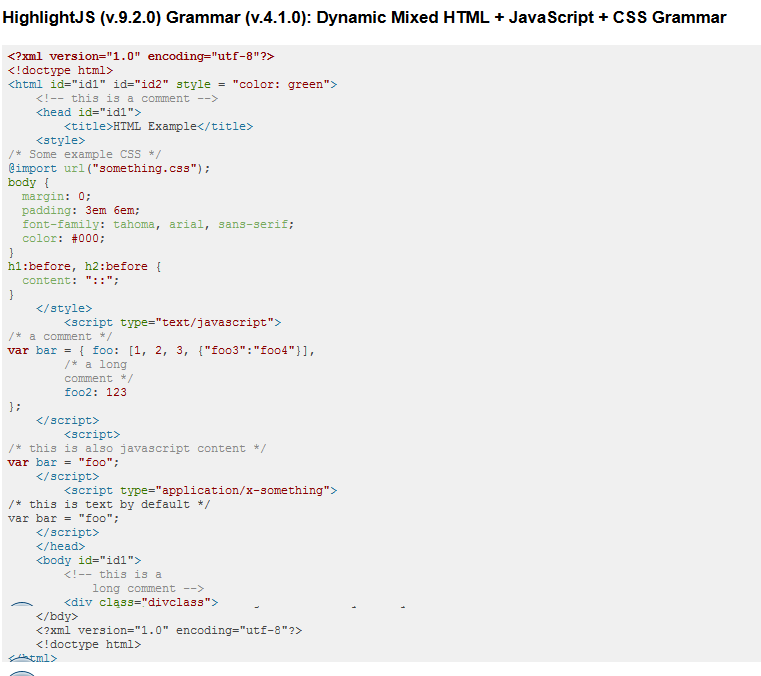 HighlightJS (v.9.2.0) Grammar (v.4.1.0): Dynamic Mixed HTML + JavaScript + CSS Grammar
<?xml version="1.0" encoding="utf-8"?>
<!doctype html>
<html id="id1" id="id2" style = "color: green">
    <!-- this is a comment -->
    <head id="id1">
        <title>HTML Example</title>
    <style>
/* Some example CSS */
@import url("something.css");
body {
  margin: 0;
  padding: 3em 6em;
  font-family: tahoma, arial, sans-serif;
  color: #000;
}
h1:before, h2:before {
  content: "::";
}
    </style>
        <script type="text/javascript">
/* a comment */
var bar = { foo: [1, 2, 3, {"foo3":"foo4"}],
        /* a long
        comment */
        foo2: 123
};
    </script>
        <script>
/* this is also javascript content */
var bar = "foo";
    </script>
        <script type="application/x-something">
/* this is text by default */
var bar = "foo";
    </script>
    </head>
    <body id="id1">
        <!-- this is a
            long comment -->
        <div class="divclass">
    </bdy>
    <?xml version="1.0" encoding="utf-8"?>
    <!doctype html>
</html>